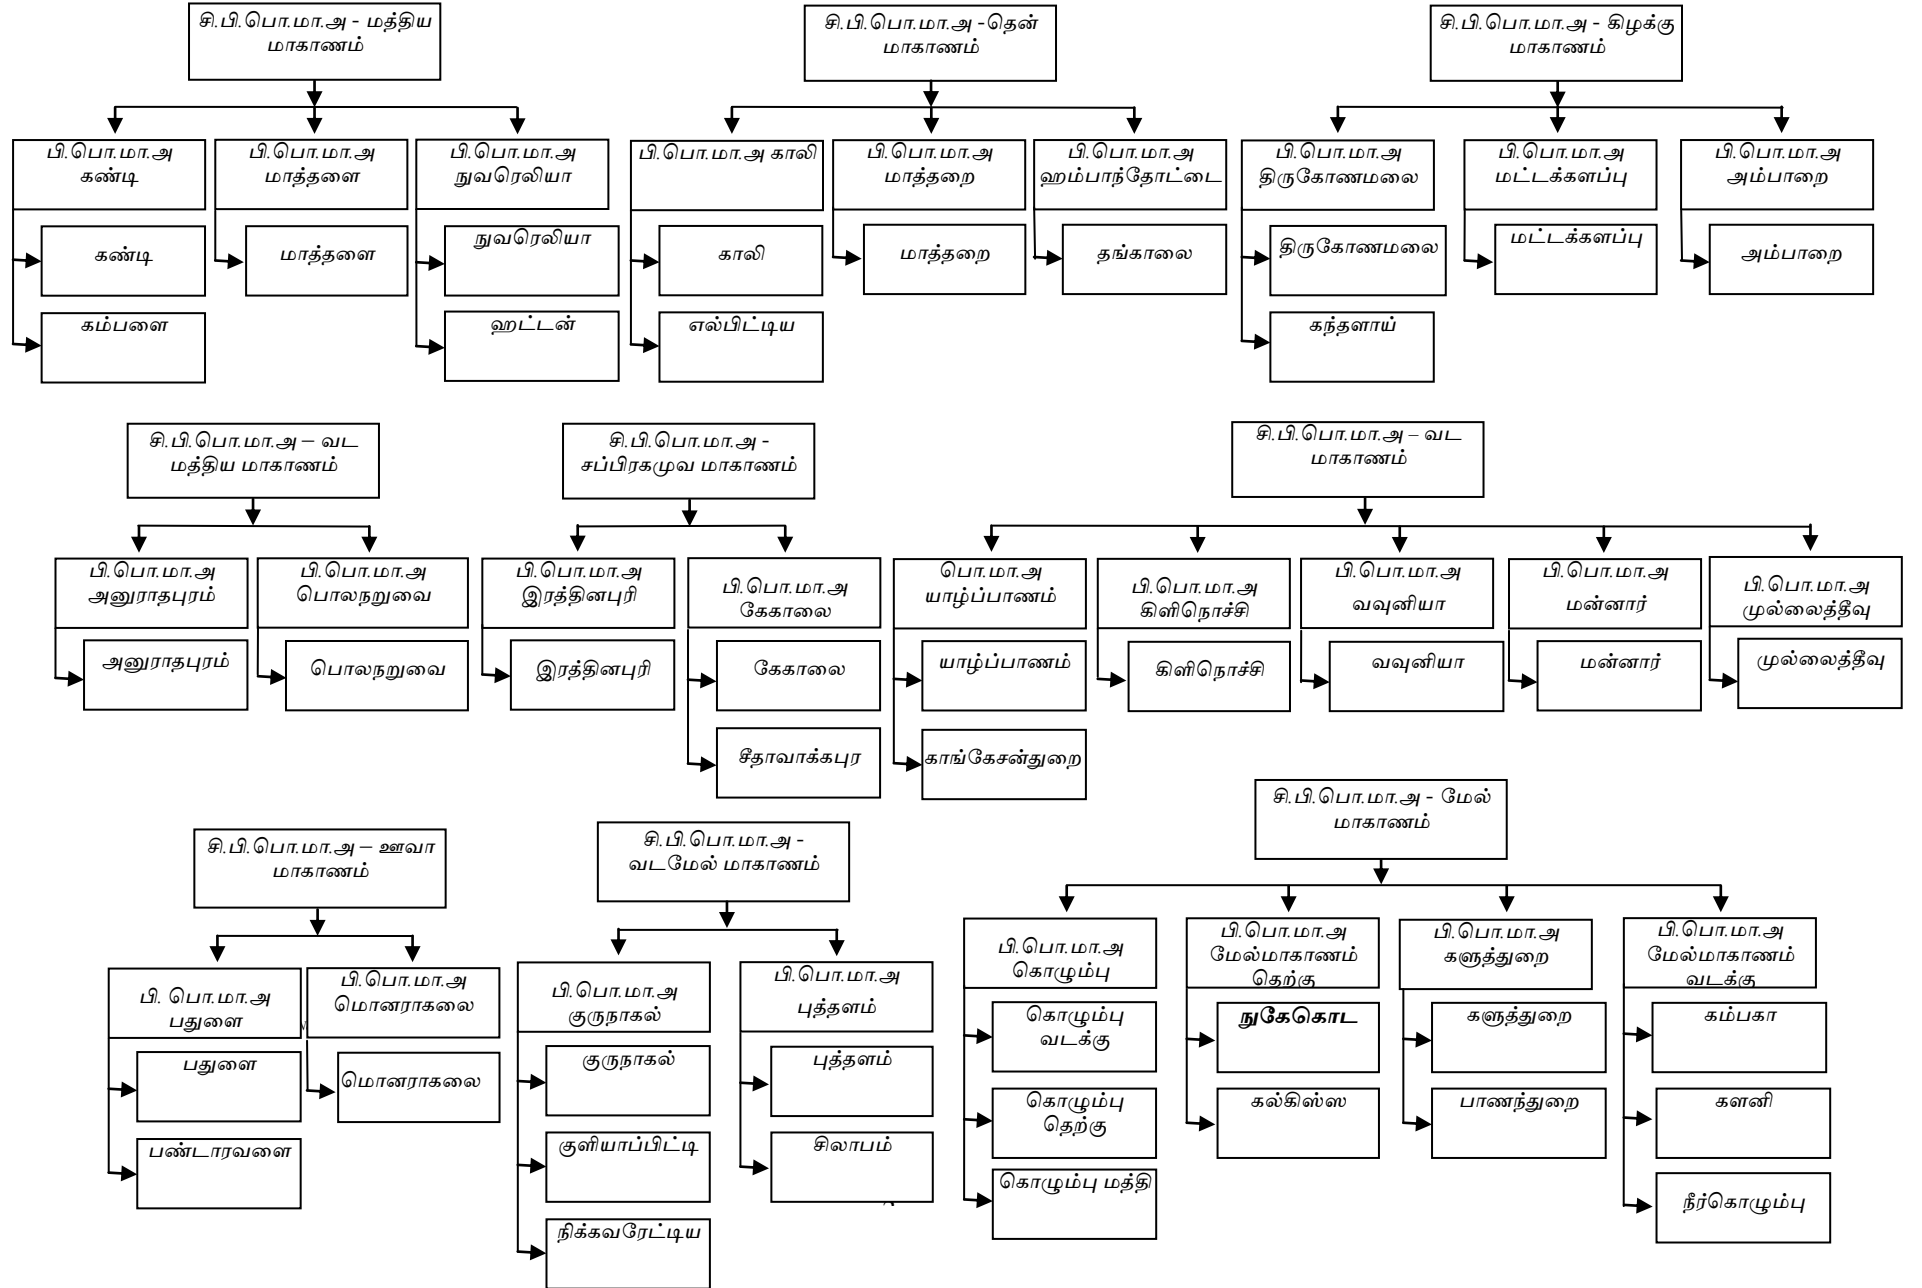 சி.பி.பொ.மா.அ - மத்திய
மாகாணம்
பி.பொ.மா.அ
கண்டி
கண்டி
கம்பளை
பி.பொ.மா.அ
மாத்தளை
மாத்தளை
பி.பொ.மா.அ
நுவரெலியா
நுவரெலியா
ஹட்டன்
சி.பி.பொ.மா.அ -தென்
மாகாணம்
பி.பொ.மா.அ காலி
காலி
எல்பிட்டிய
பி.பொ.மா.அ
மாத்தறை
மாத்தறை
பி.பொ.மா.அ
ஹம்பாந்தோட்டை
தங்காலை
சி.பி.பொ.மா.அ - கிழக்கு
மாகாணம்
பி.பொ.மா.அ
திருகோணமலை
திருகோணமலை
கந்தளாய்
பி.பொ.மா.அ
மட்டக்களப்பு
மட்டக்களப்பு
பி.பொ.மா.அ
அம்பாறை
அம்பாறை
சி.பி.பொ.மா.அ – வட
மத்திய மாகாணம்
பி.பொ.மா.அ
அனுராதபுரம்
அனுராதபுரம்
பி.பொ.மா.அ
பொலநறுவை
பொலநறுவை
சி.பி.பொ.மா.அ -
சப்பிரகமுவ மாகாணம்
பி.பொ.மா.அ
இரத்தினபுரி
இரத்தினபுரி
பி.பொ.மா.அ
கேகாலை
கேகாலை
சீதாவாக்கபுர
சி.பி.பொ.மா.அ – வட
மாகாணம்
பொ.மா.அ
யாழ்ப்பாணம்
யாழ்ப்பாணம்
காங்கேசன்துறை
பி.பொ.மா.அ
கிளிநொச்சி
கிளிநொச்சி
பி.பொ.மா.அ
வவுனியா
வவுனியா
பி.பொ.மா.அ
மன்னார்
மன்னார்
பி.பொ.மா.அ
முல்லைத்தீவு
முல்லைத்தீவு
சி.பி.பொ.மா.அ – ஊவா
மாகாணம்
பி. பொ.மா.அ
பதுளை
பதுளை
பண்டாரவளை
பி.பொ.மா.அ
மொனராகலை
மொனராகலை
சி.பி.பொ.மா.அ -
வடமேல் மாகாணம்
பி.பொ.மா.அ
குருநாகல்
குருநாகல்
குளியாப்பிட்டி
நிக்கவரேட்டிய
பி.பொ.மா.அ
புத்தளம்
புத்தளம்
சிலாபம்
சி.பி.பொ.மா.அ - மேல்
மாகாணம்
பி.பொ.மா.அ
கொழும்பு
கொழும்பு
வடக்கு
கொழும்பு
தெற்கு
கொழும்பு மத்தி
பி.பொ.மா.அ
மேல்மாகாணம்
தெற்கு
நுகேகொட
கல்கிஸ்ஸ
பி.பொ.மா.அ
களுத்துறை
களுத்துறை
பாணந்துறை
பி.பொ.மா.அ
மேல்மாகாணம்
வடக்கு
கம்பகா
களனி
நீர்கொழும்பு